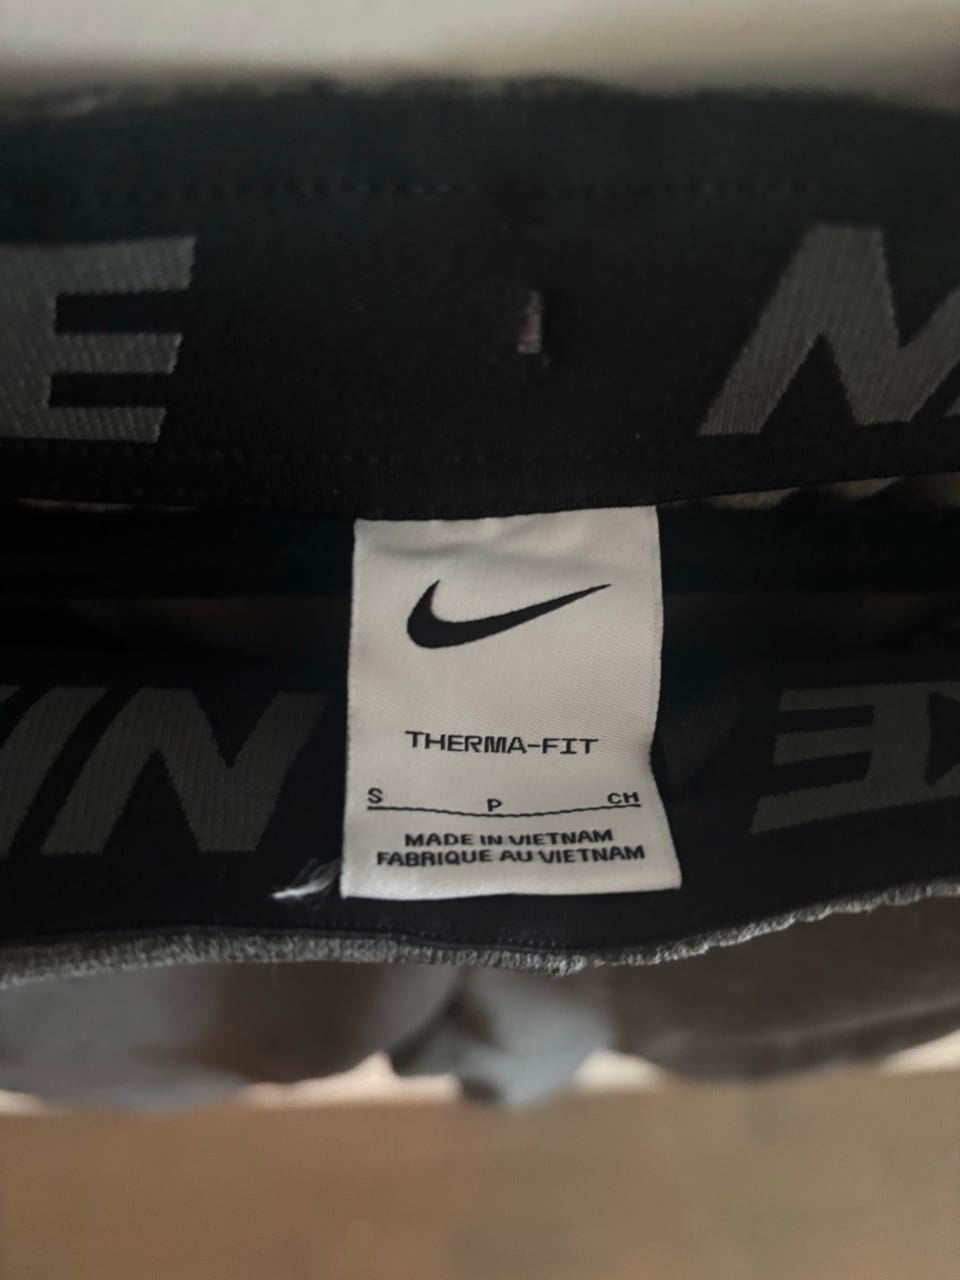 E N
THERMA-FIT
S P CH
MADE IN VIETNAM
FABRIQUE AU VIETNAM